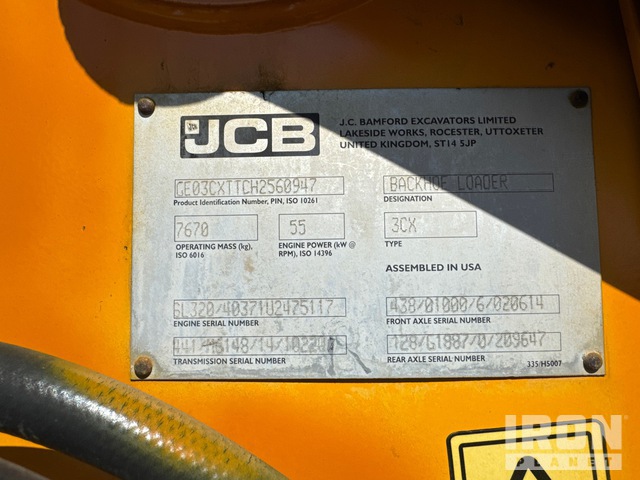 JCB
J.C. BAMFORD EXCAVATORS LIMITED
LAKESIDE WORKS, ROCESTER, UTTOXETER
UNITED KINGDOM, ST14 5JP
GEO3CXTTCH2560947
Product Identification Number, PIN, ISO 10261
BACKHOE LOADER
DESIGNATION
7670
OPERATING MASS (kg),
ISO 6016
55
ENGINE POWER (kW @
RPM), ISO 14396
3CX
TYPE
ASSEMBLED IN USA
SL320/40371U2475117
ENGINE SERIAL NUMBER
438/01000/6/020614
FRONT AXLE SERIAL NUMBER
TRANSMISSION SERIAL NUMBER
128/G1887/0/209647
REAR AXLE SERIAL NUMBER
335/H5007
IRON
PLANET